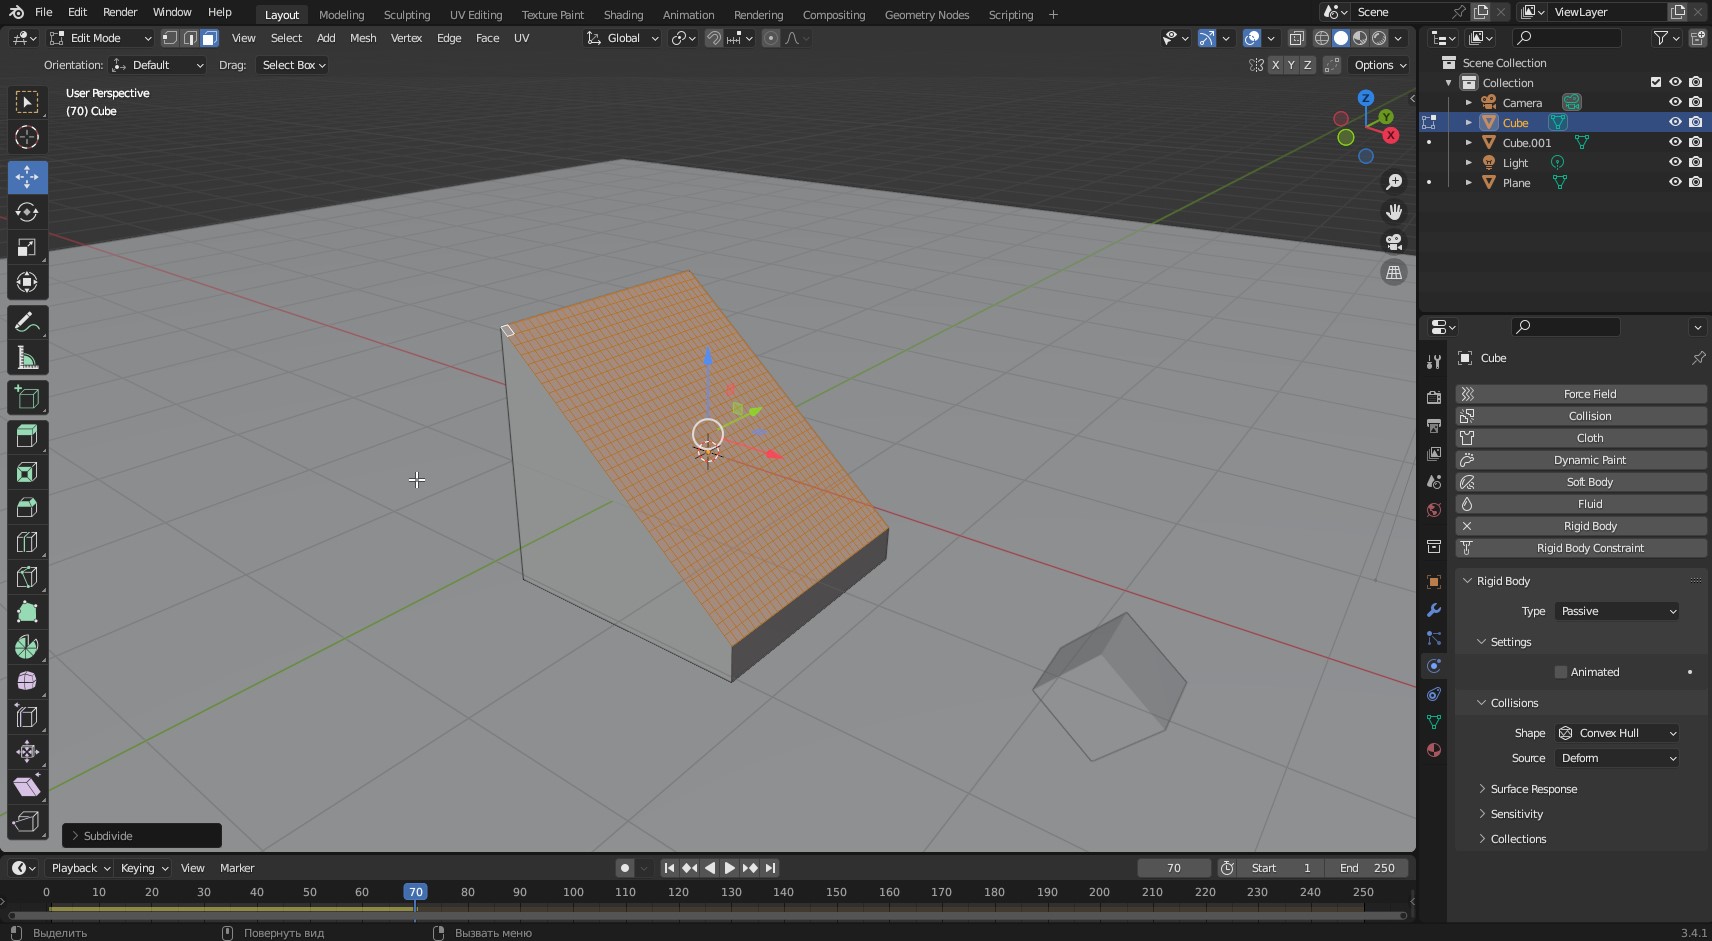 File Edit Render Window Help Layout Modeling Sculpting UV Editing Texture Paint Shading Animation Rendering Compositing Geometry Nodes Scripting + Scene ViewLayer
Edit Mode View Select Add Mesh Vertex Edge Face UV Global
Orientation: Default Drag: Select Box X Y Z Options
User Perspective
(70) Cube
Z
Y
X
Scene Collection
Collection
Camera
Cube
Cube.001
Light
Plane
Cube
Force Field
Collision
Cloth
Dynamic Paint
Soft Body
Fluid
Rigid Body
Rigid Body Constraint
Rigid Body
Type Passive
Settings
Animated
Collisions
Shape Convex Hull
Source Deform
Surface Response
Sensitivity
Collections
Subdivide
Playback Keying View Marker 70 Start 1 End 250
0 10 20 30 40 50 60 70 80 90 100 110 120 130 140 150 160 170 180 190 200 210 220 230 240 250
Выделить Повернуть вид Вызвать меню 3.4.1